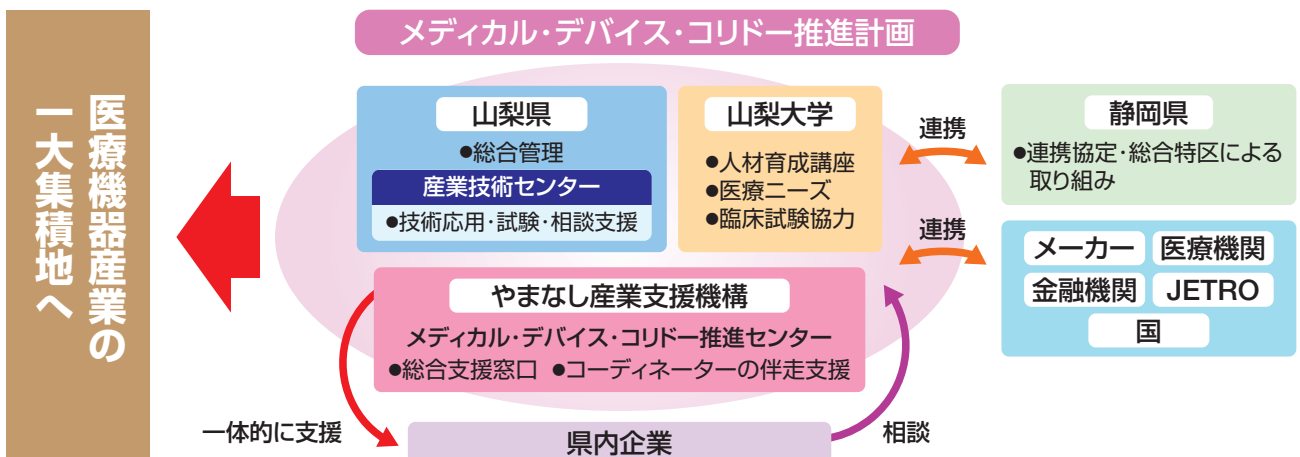 医療機器産業の
一大集積地へ
メディカル・デバイス・コリドー推進計画
山梨県
●総合管理
産業技術センター
●技術応用・試験・相談支援
山梨大学
●人材育成講座
●医療ニーズ
●臨床試験協力
連携
静岡県
●連携協定・総合特区による
取り組み
連携
メーカー 医療機関
金融機関 JETRO
国
やまなし産業支援機構
メディカル・デバイス・コリドー推進センター
●総合支援窓口 ●コーディネーターの伴走支援
一体的に支援
県内企業
相談